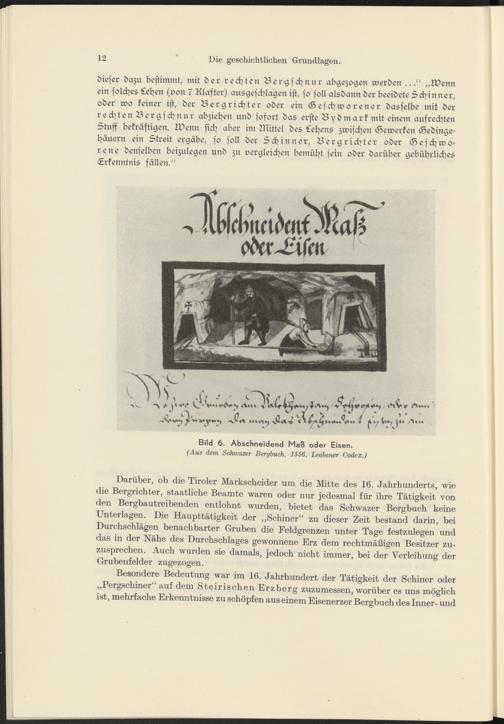 12
Die geschichtlichen Grundlagen.
dieser dazu bestimmt, mit der rechten Bergschnur abgezogen werden ..." „Wenn
ein solches Lehen (von 7 Klafter) ausgeschlagen ist, so soll alsdann der beeidete Schinner,
oder wo keiner ist, der Bergrichter oder ein Geschworener dasselbe mit der
rechten Bergschnur abziehen und sofort das erste Bydmark mit einem aufrechten
Stuff bekräftigen. Wenn sich aber im Mittel des Lehens zwischen Gewerken Gedinge-
häuern ein Streit ergäbe, so soll der Schinner, Bergrichter oder Geschwo-
rene denselben beizulegen und zu vergleichen bemüht sein oder darüber gebührliches
Erkenntnis fällen."
Abschneident Masz
oder Eisen
Bild 6. Abschneidend Maß oder Eisen.
(Aus dem Schwazer Bergbuch, 1556, Leobener Codex.)
Darüber, ob die Tiroler Markscheider um die Mitte des 16. Jahrhunderts, wie
die Bergrichter, staatliche Beamte waren oder nur jedesmal für ihre Tätigkeit von
den Bergbautreibenden entlohnt wurden, bietet das Schwazer Bergbuch keine
Unterlagen. Die Haupttätigkeit der „Schiner" zu dieser Zeit bestand darin, bei
Durchschlägen benachbarter Gruben die Feldgrenzen unter Tage festzulegen und
das in der Nähe des Durchschlages gewonnene Erz dem rechtmäßigen Besitzer zu-
zusprechen. Auch wurden sie damals, jedoch nicht immer, bei der Verleihung der
Grubenfelder zugezogen.
Besondere Bedeutung war im 16. Jahrhundert der Tätigkeit der Schiner oder
„Pergschiner" auf dem Steirischen Erzberg zuzumessen, worüber es uns möglich
ist, mehrfache Erkenntnisse zu schöpfen aus einem Eisenerzer Bergbuch des Inner- und